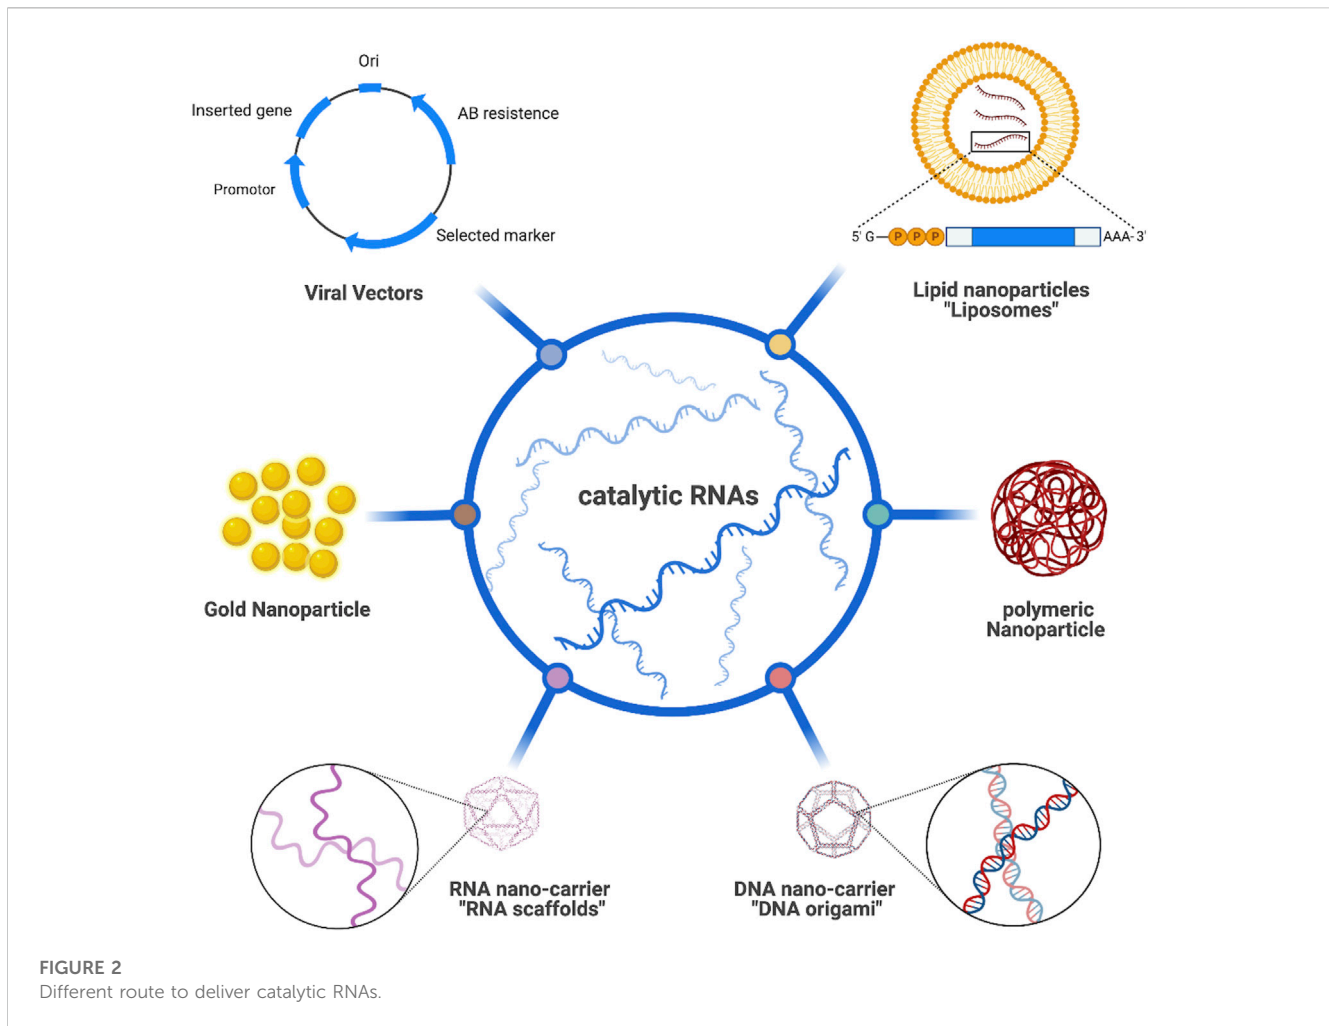 Ori
Inserted gene
AB resistence
Promotor
Selected marker
Viral Vectors
5' G
P P P
AAA-3'
Lipid nanoparticles
"Liposomes"
catalytic RNAs
Gold Nanoparticle
polymeric
Nanoparticle
RNA nano-carrier
"RNA scaffolds"
DNA nano-carrier
"DNA origami"
FIGURE 2
Different route to deliver catalytic RNAs.